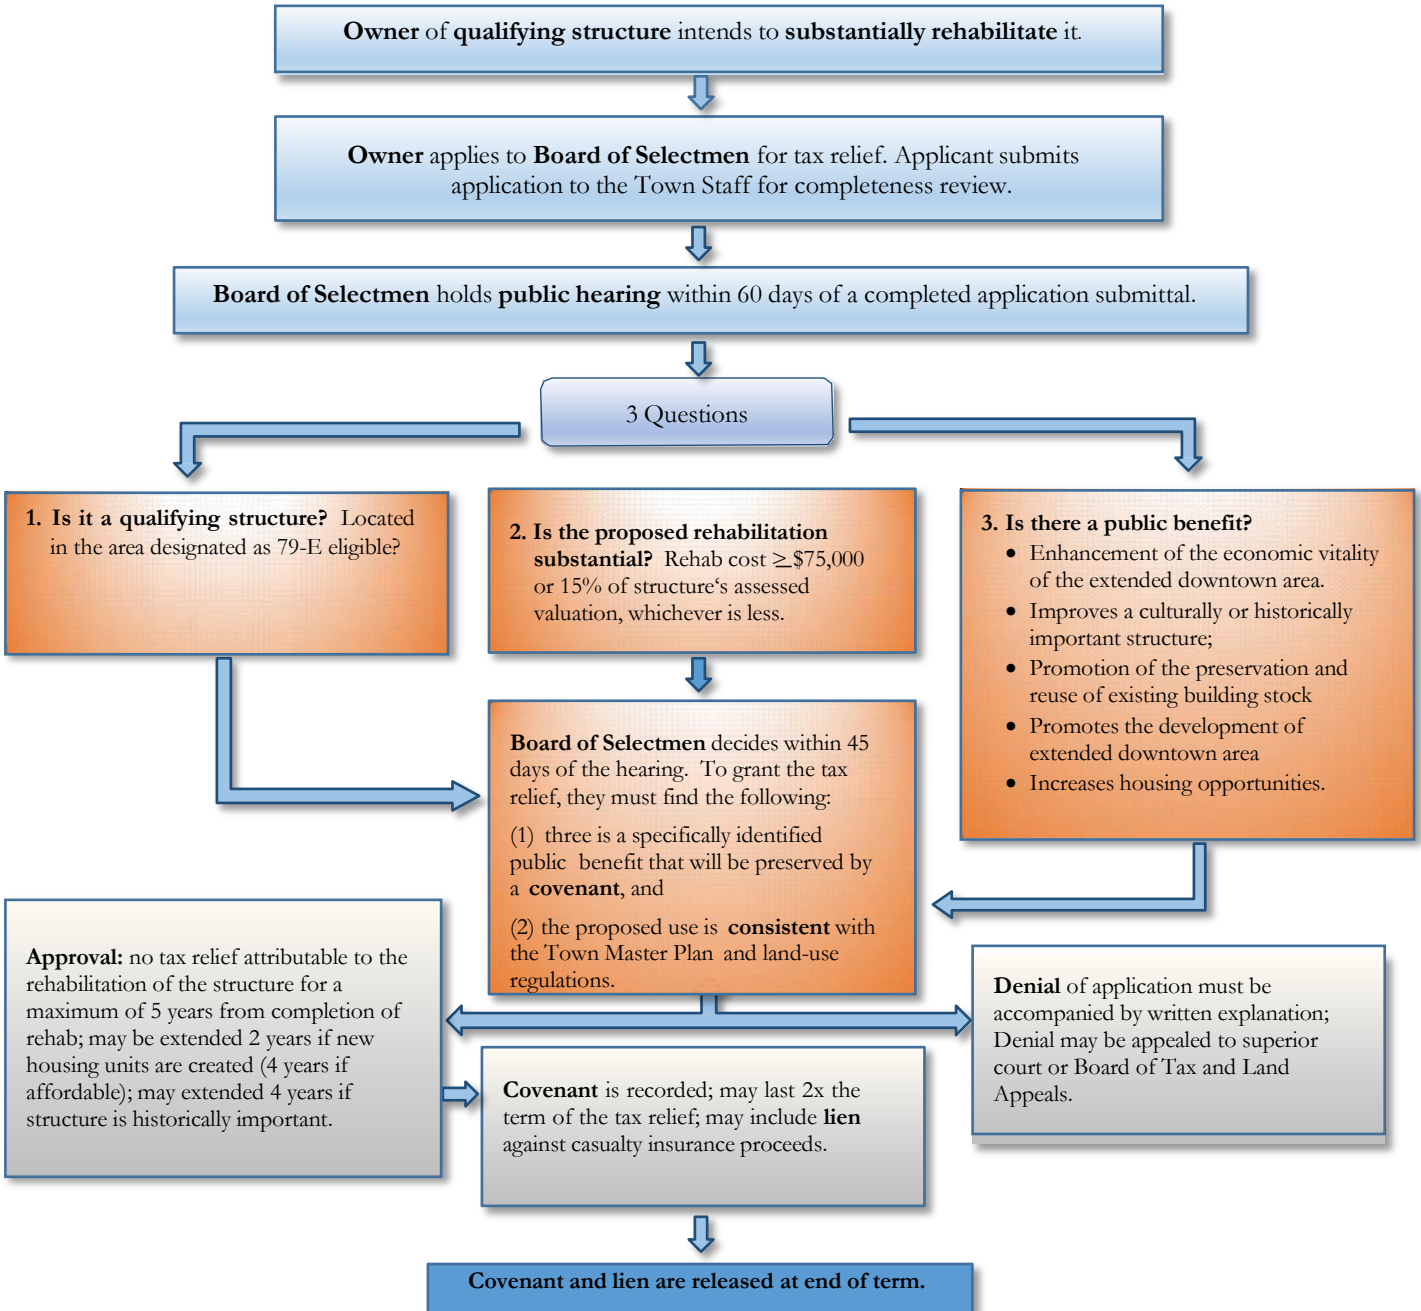 Owner of qualifying structure intends to substantially rehabilitate it.
Owner applies to Board of Selectmen for tax relief. Applicant submits
application to the Town Staff for completeness review.
Board of Selectmen holds public hearing within 60 days of a completed application submittal.
3 Questions
1. Is it a qualifying structure? Located
in the area designated as 79-E eligible?
2. Is the proposed rehabilitation
substantial? Rehab cost ≥$75,000
or 15% of structure‘s assessed
valuation, whichever is less.
3. Is there a public benefit?
• Enhancement of the economic vitality
of the extended downtown area.
• Improves a culturally or historically
important structure;
• Promotion of the preservation and
reuse of existing building stock
• Promotes the development of
extended downtown area
• Increases housing opportunities.
Board of Selectmen decides within 45
days of the hearing. To grant the tax
relief, they must find the following:
(1) three is a specifically identified
public benefit that will be preserved by
a covenant, and
(2) the proposed use is consistent with
the Town Master Plan and land-use
regulations.
Approval: no tax relief attributable to the
rehabilitation of the structure for a
maximum of 5 years from completion of
rehab; may be extended 2 years if new
housing units are created (4 years if
affordable); may extended 4 years if
structure is historically important.
Covenant is recorded; may last 2x the
term of the tax relief; may include lien
against casualty insurance proceeds.
Denial of application must be
accompanied by written explanation;
Denial may be appealed to superior
court or Board of Tax and Land
Appeals.
Covenant and lien are released at end of term.